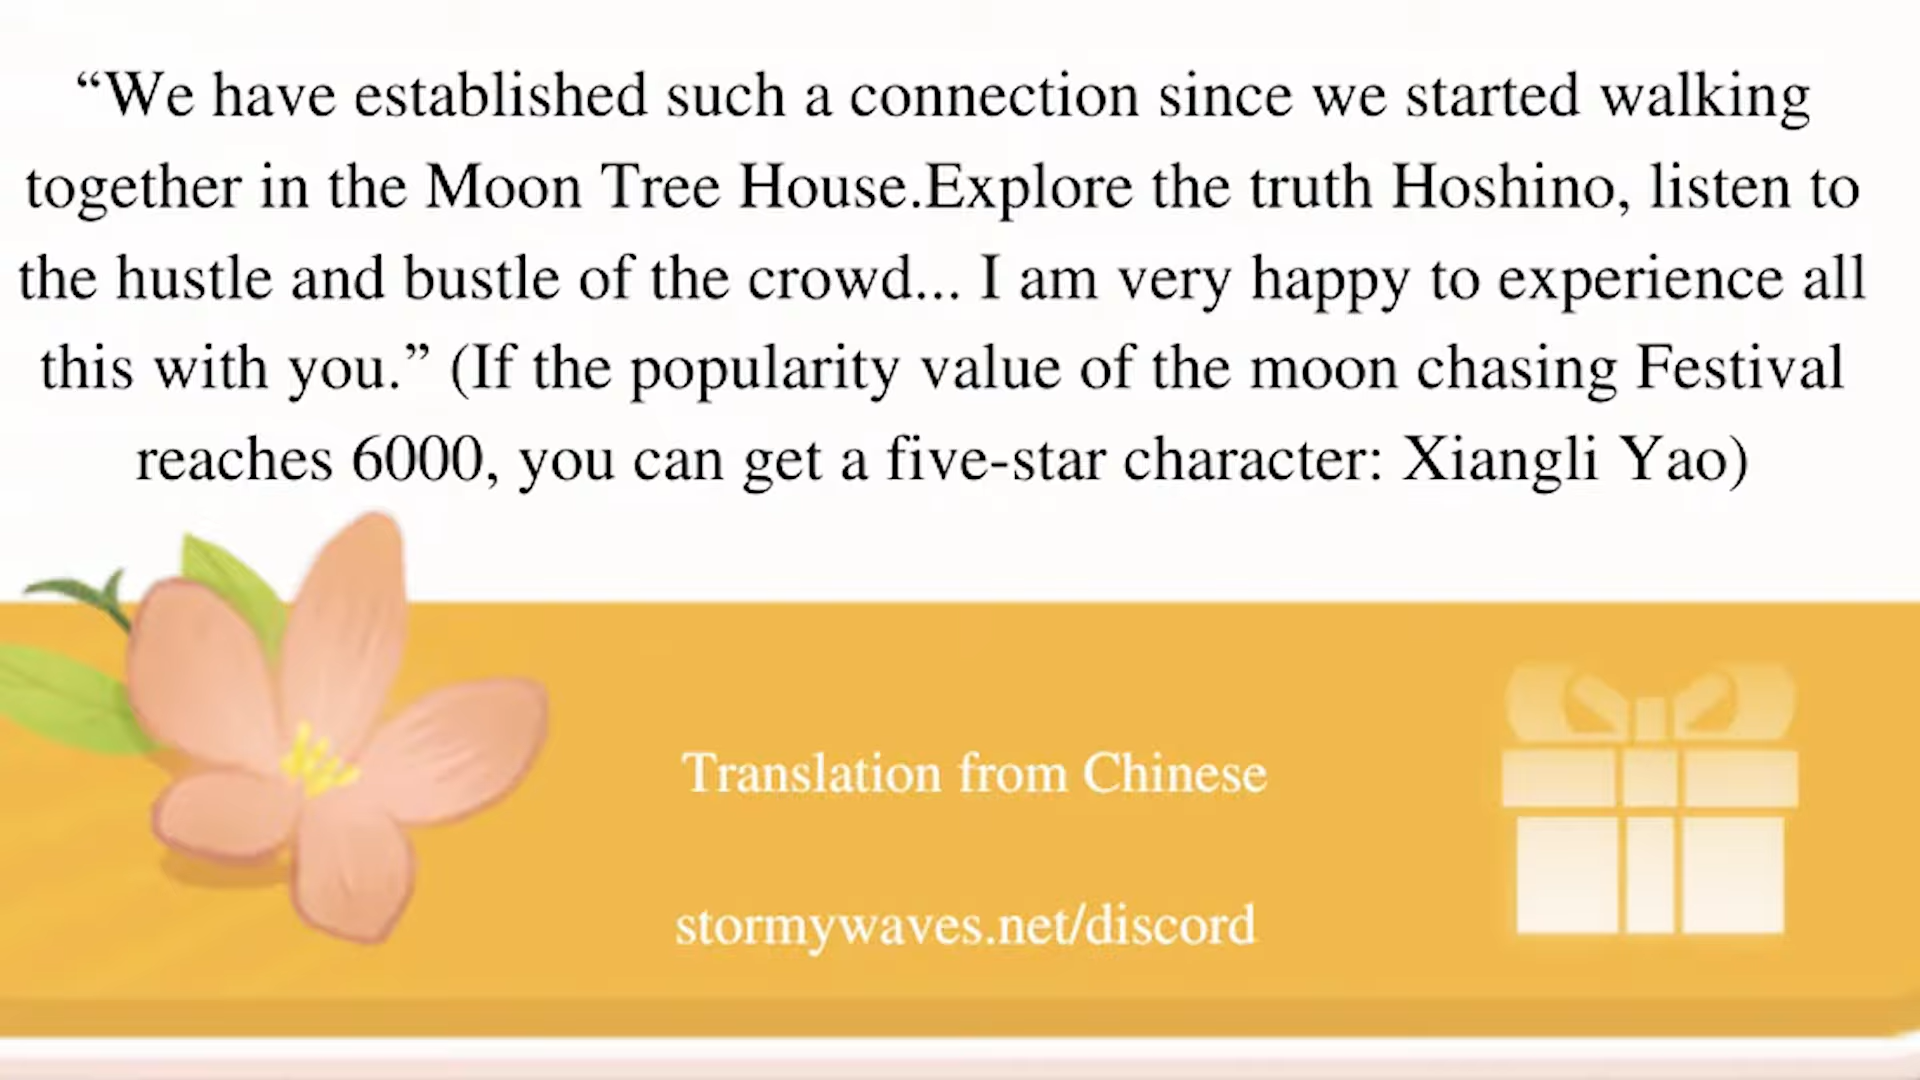 “We have established such a connection since we started walking
together in the Moon Tree House.Explore the truth Hoshino, listen to
the hustle and bustle of the crowd... I am very happy to experience all
this with you.” (If the popularity value of the moon chasing Festival
reaches 6000, you can get a five-star character: Xiangli Yao)
Translation from Chinese
stormywaves.net/discord